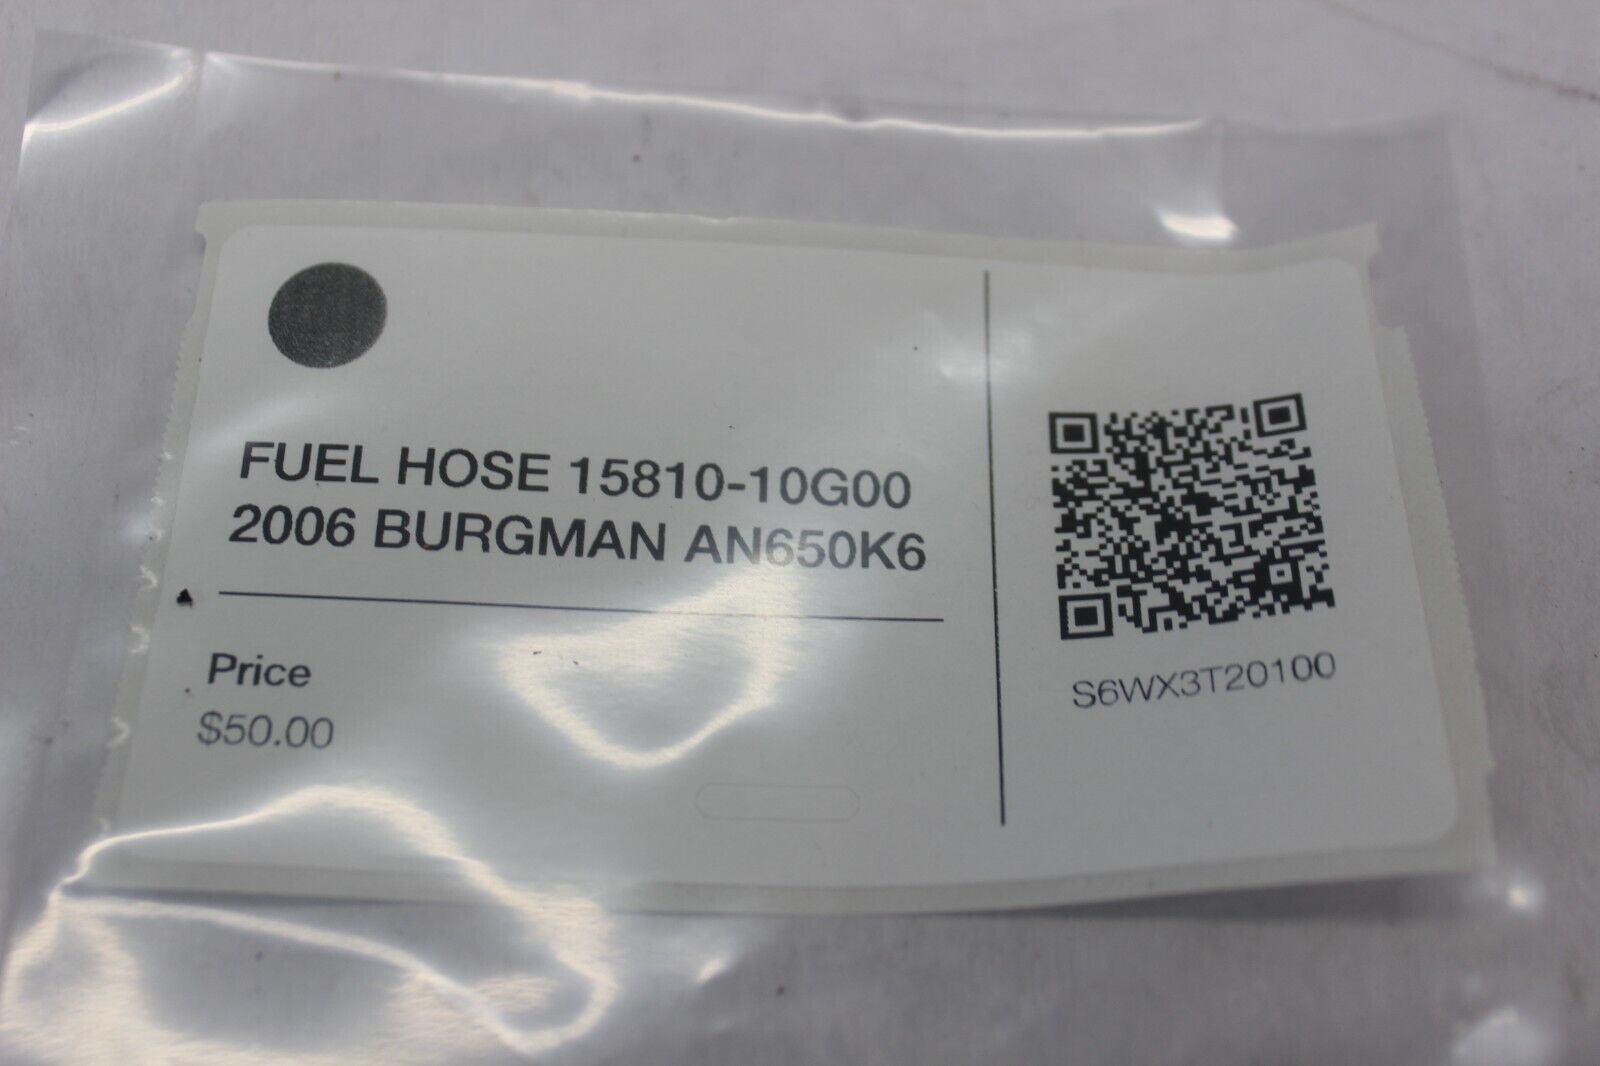 FUEL HOSE 15810-10G00
2006 BURGMAN AN650K6
Price
$50.00
S6WX3T20100